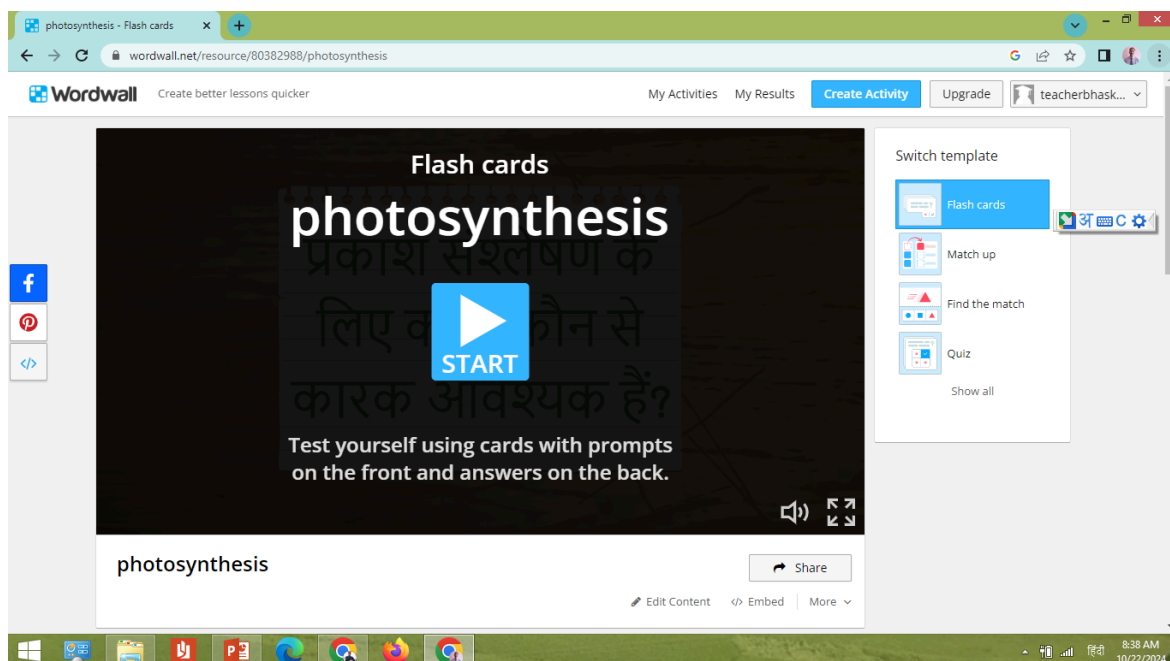 photosynthesis - Flash cards
wordwall.net/resource/80382988/photosynthesis
Wordwall
Create better lessons quicker
My Activities
My Results
Create Activity
Upgrade
teacherbhask...
Flash cards
photosynthesis
प्रकाश संश्लेषण के
लिए कौन से
कारक आवश्यक हैं?
START
Test yourself using cards with prompts
on the front and answers on the back.
Switch template
Flash cards
Match up
Find the match
Quiz
Show all
अ
C
photosynthesis
Share
Edit Content
</> Embed
More
हिंदी
8:38 AM
10/22/2024